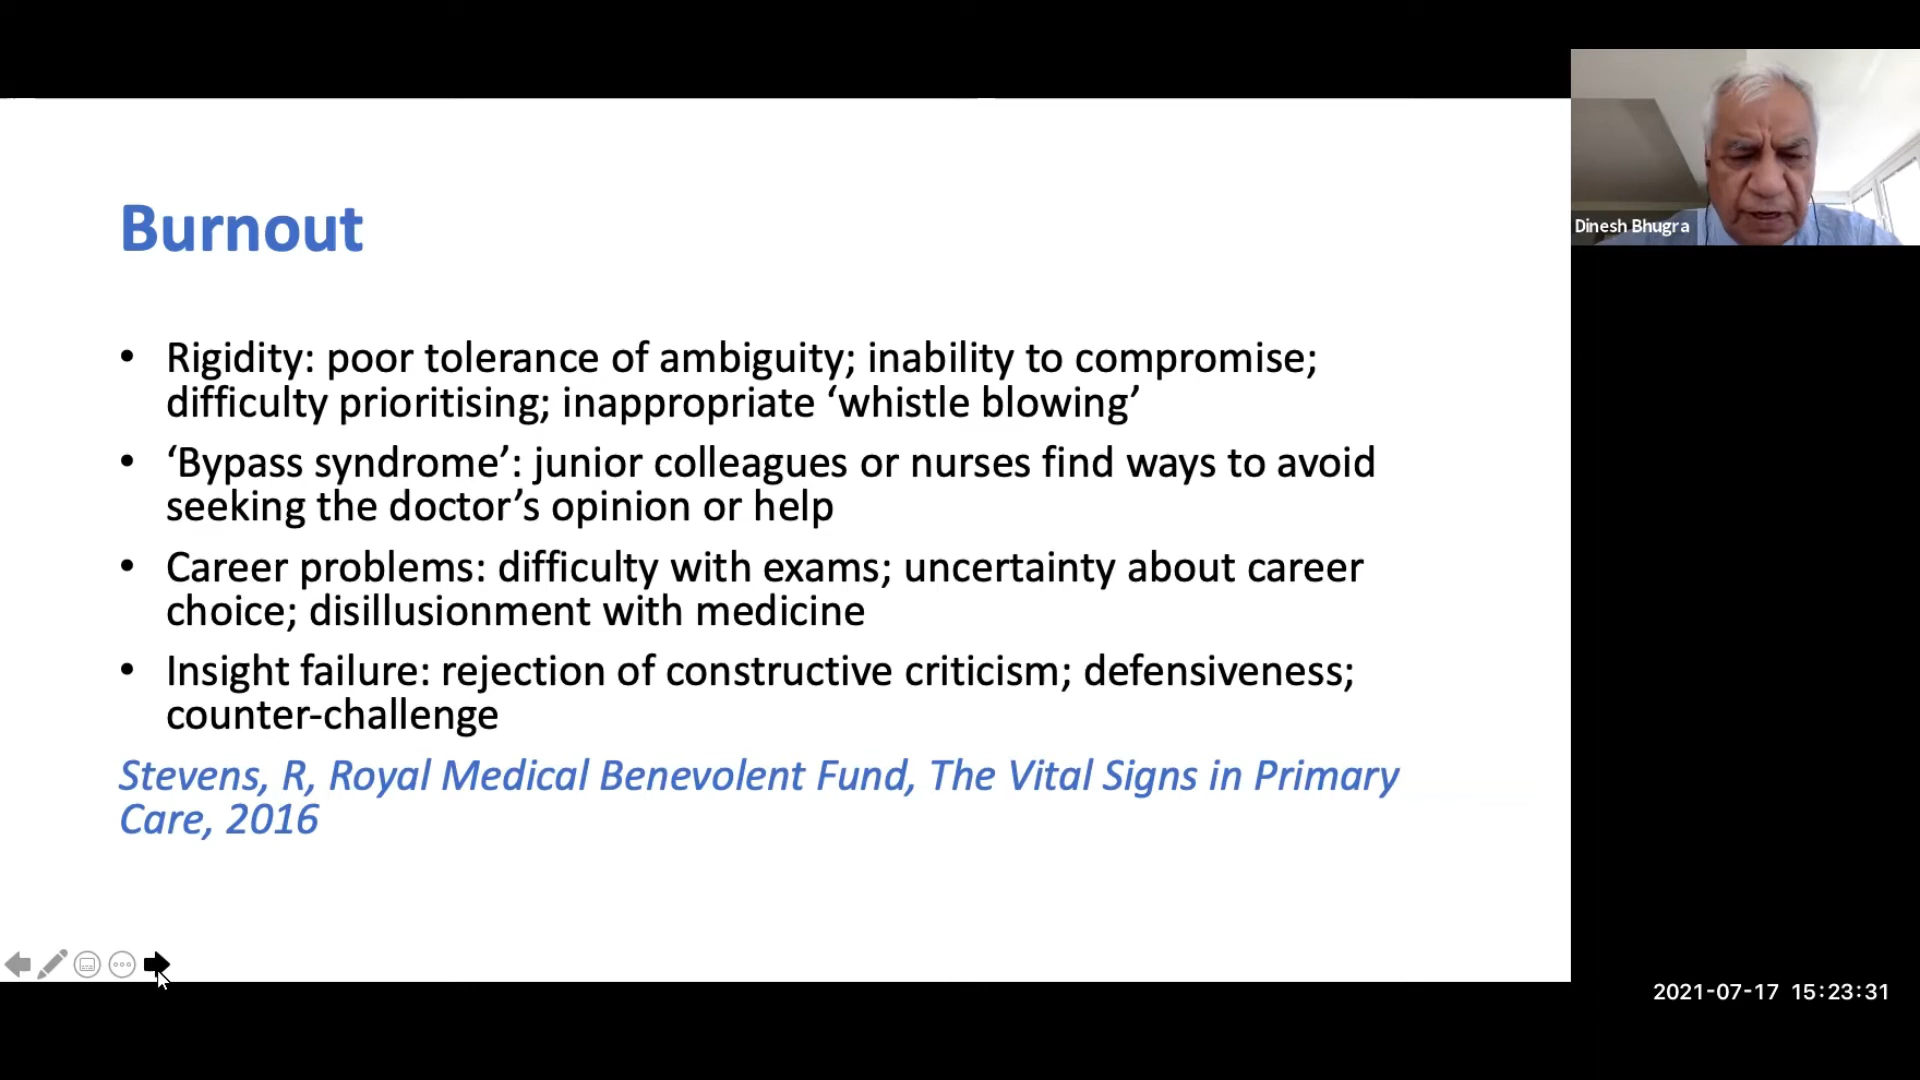 Burnout
• Rigidity: poor tolerance of ambiguity; inability to compromise;
difficulty prioritising; inappropriate ‘whistle blowing’
• ‘Bypass syndrome’: junior colleagues or nurses find ways to avoid
seeking the doctor’s opinion or help
• Career problems: difficulty with exams; uncertainty about career
choice; disillusionment with medicine
• Insight failure: rejection of constructive criticism; defensiveness;
counter-challenge
Stevens, R, Royal Medical Benevolent Fund, The Vital Signs in Primary
Care, 2016
Dinesh Bhugra
2021-07-17 15:23:31